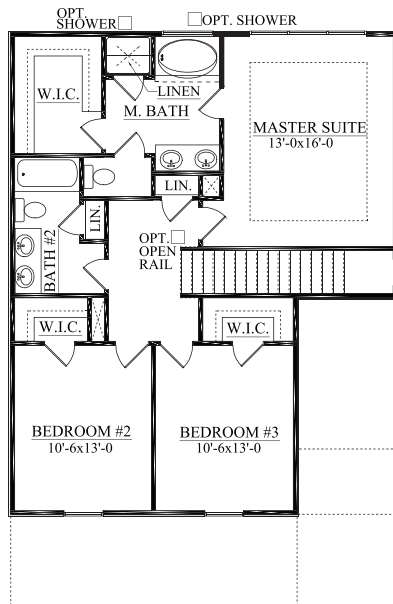 OPT.
SHOWER
OPT. SHOWER
W.I.C.
LINEN
M. BATH
MASTER SUITE
13'-0x16'-0
LIN.
LIN.
BATH #2
OPT.
OPEN
RAIL
W.I.C.
W.I.C.
BEDROOM #2
10'-6x13'-0
BEDROOM #3
10'-6x13'-0